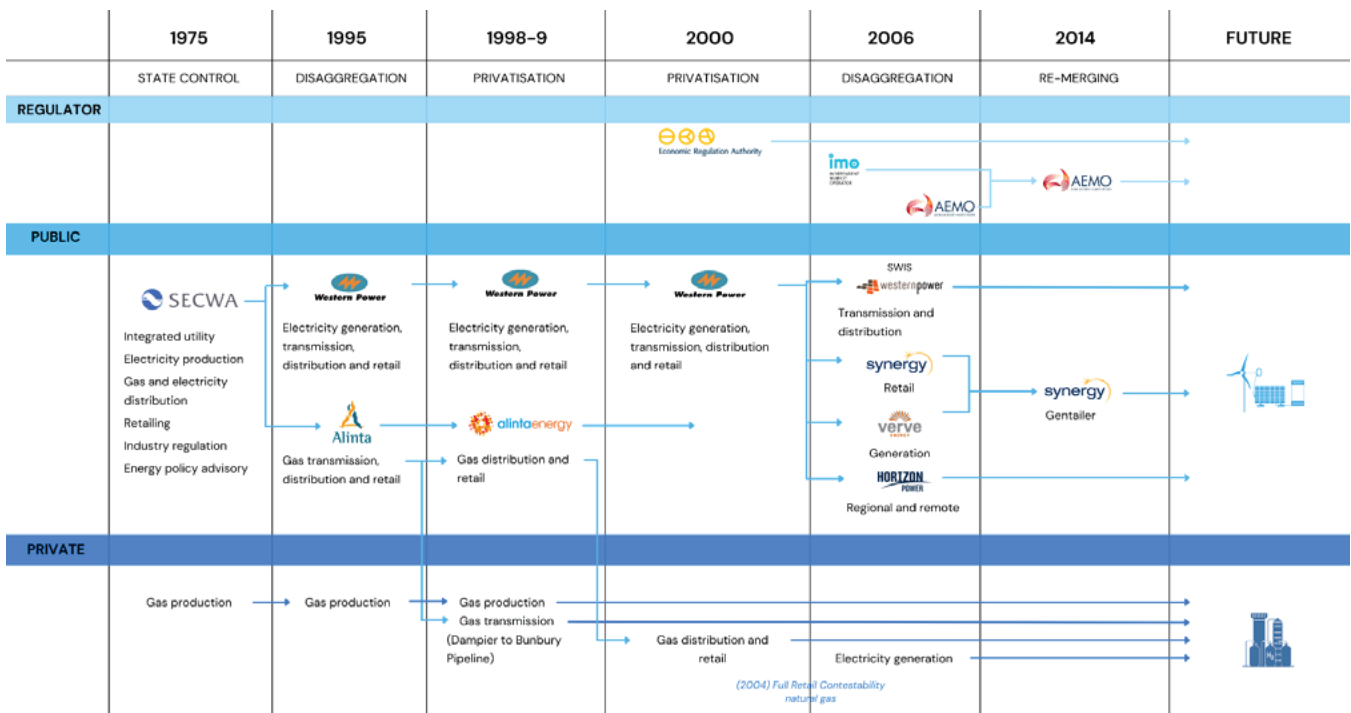 1975
1995
1998-9
2000
2006
2014
FUTURE
STATE CONTROL
DISAGGREGATION
PRIVATISATION
PRIVATISATION
DISAGGREGATION
RE-MERGING
REGULATOR
Economic Regulation Authority
imo
INDEPENDENT
MARKET
OPERATOR
AEMO
AEMO
PUBLIC
SECWA
Integrated utility
Electricity production
Gas and electricity
distribution
Retailing
Industry regulation
Energy policy advisory
Western Power
Electricity generation,
transmission,
distribution and retail
Alinta
Gas transmission,
distribution and retail
Western Power
Electricity generation,
transmission,
distribution and retail
alintaenergy
Gas distribution and
retail
Western Power
Electricity generation,
transmission, distribution
and retail
SWIS
westernpower
Transmission and
distribution
synergy
Retail
verve
ENERGY
Generation
HORIZON
POWER
Regional and remote
synergy
Gentailer
PRIVATE
Gas production
Gas production
Gas production
Gas transmission
(Dampier to Bunbury
Pipeline)
Gas distribution and
retail
Electricity generation
(2004) Full Retail Contestability
natural gas
H₂